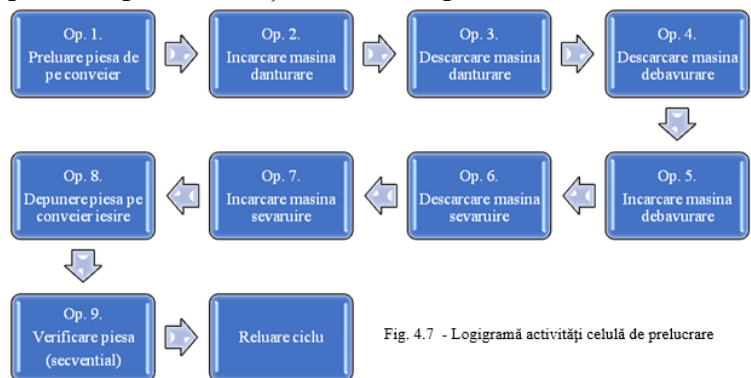 Op. 1.
Preluare piesa de
pe conveier
Op. 2.
Incarcare masina
danturare
Op. 3.
Descarcare masina
danturare
Op. 4.
Descarcare masina
debavurare
Op. 8.
Depunere piesa pe
conveier iesire
Op. 7.
Incarcare masina
sevaruire
Op. 6.
Descarcare masina
sevaruire
Op. 5.
Incarcare masina
debavurare
Op. 9.
Verificare piesa
(secvential)
Reluare ciclu
Fig. 4.7 - Logigramă activităţi celulă de prelucrare